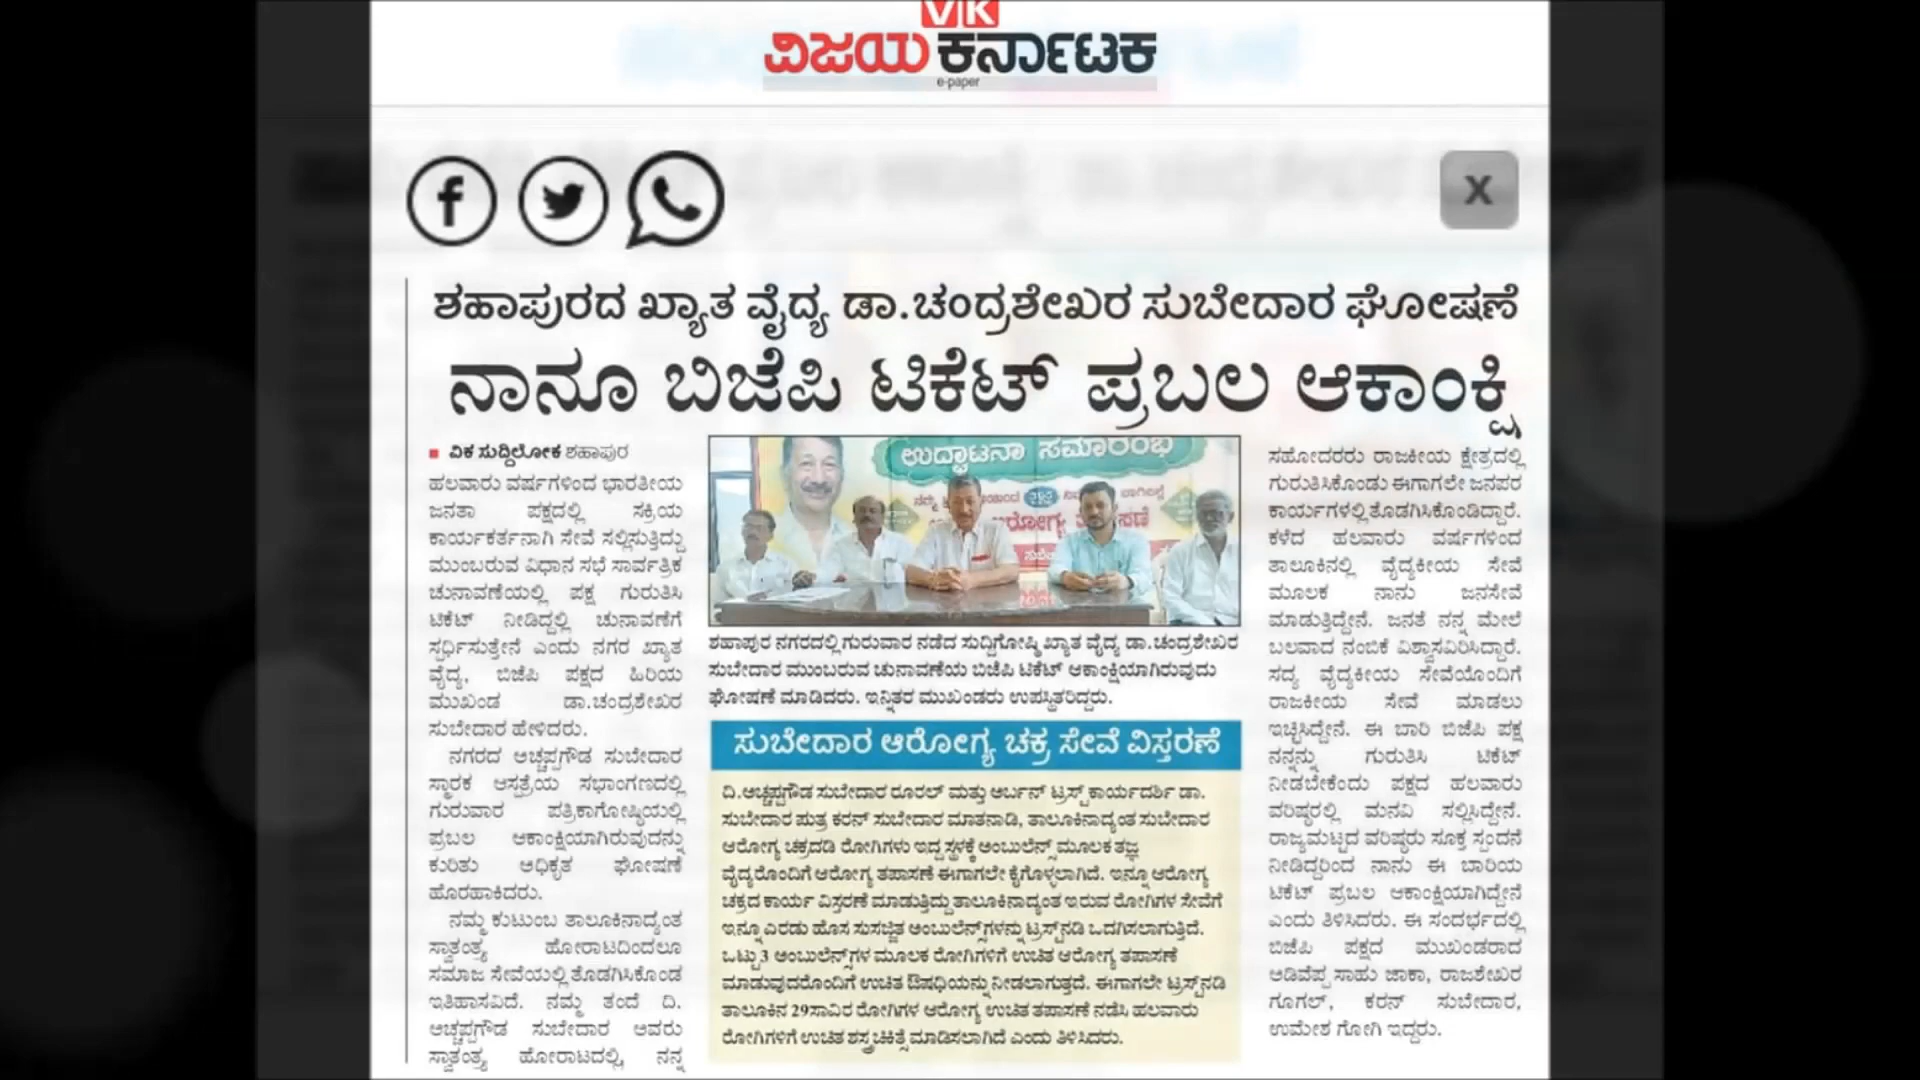 VK
ವಿಜಯ ಕರ್ನಾಟಕ
e-paper
X
ಶಹಾಪುರದ ಖ್ಯಾತ ವೈದ್ಯ ಡಾ.ಚಂದ್ರಶೇಖರ ಸುಬೇದಾರ ಘೋಷಣೆ
ನಾನೂ ಬಿಜೆಪಿ ಟಿಕೆಟ್ ಪ್ರಬಲ ಆಕಾಂಕ್ಷಿ
ವಿಕ ಸುದ್ದಿಲೋಕ ಶಹಾಪುರ
ಹಲವಾರು ವರ್ಷಗಳಿಂದ ಭಾರತೀಯ
ಜನತಾ ಪಕ್ಷದಲ್ಲಿ ಸಕ್ರಿಯ
ಕಾರ್ಯಕರ್ತನಾಗಿ ಸೇವೆ ಸಲ್ಲಿಸುತ್ತಿದ್ದು
ಮುಂಬರುವ ವಿಧಾನ ಸಭೆ ಸಾರ್ವತ್ರಿಕ
ಚುನಾವಣೆಯಲ್ಲಿ ಪಕ್ಷ ಗುರುತಿಸಿ
ಟಿಕೆಟ್ ನೀಡಿದ್ದಲ್ಲಿ ಚುನಾವಣೆಗೆ
ಸ್ಪರ್ಧಿಸುತ್ತೇನೆ ಎಂದು ನಗರ ಖ್ಯಾತ
ವೈದ್ಯ, ಬಿಜೆಪಿ ಪಕ್ಷದ ಹಿರಿಯ
ಮುಖಂಡ ಡಾ.ಚಂದ್ರಶೇಖರ
ಸುಬೇದಾರ ಹೇಳಿದರು.
ನಗರದ ಅಚ್ಚಪ್ಪಗೌಡ ಸುಬೇದಾರ
ಸ್ಮಾರಕ ಆಸ್ಪತ್ರೆಯ ಸಭಾಂಗಣದಲ್ಲಿ
ಗುರುವಾರ ಪತ್ರಿಕಾಗೋಷ್ಠಿಯಲ್ಲಿ
ಪ್ರಬಲ ಆಕಾಂಕ್ಷಿಯಾಗಿರುವುದನ್ನು
ಕುರಿತು ಅಧಿಕೃತ ಘೋಷಣೆ
ಹೊರಹಾಕಿದರು.
ನಮ್ಮ ಕುಟುಂಬ ತಾಲೂಕಿನಾದ್ಯಂತ
ಸ್ವಾತಂತ್ರ್ಯ ಹೋರಾಟದಿಂದಲೂ
ಸಮಾಜ ಸೇವೆಯಲ್ಲಿ ತೊಡಗಿಸಿಕೊಂಡ
ಇತಿಹಾಸವಿದೆ. ನಮ್ಮ ತಂದೆ ದಿ.
ಅಚ್ಚಪ್ಪಗೌಡ ಸುಬೇದಾರ ಅವರು
ಸ್ವಾತಂತ್ರ್ಯ ಹೋರಾಟದಲ್ಲಿ, ನನ್ನ
ಉದ್ಘಾಟನಾ ಸಮಾರಂಭ
ಶಹಾಪುರ ನಗರದಲ್ಲಿ ಗುರುವಾರ ನಡೆದ ಸುದ್ದಿಗೋಷ್ಠಿ ಖ್ಯಾತ ವೈದ್ಯ ಡಾ.ಚಂದ್ರಶೇಖರ
ಸುಬೇದಾರ ಮುಂಬರುವ ಚುನಾವಣೆಯ ಬಿಜೆಪಿ ಟಿಕೆಟ್ ಆಕಾಂಕ್ಷಿಯಾಗಿರುವುದು
ಘೋಷಣೆ ಮಾಡಿದರು. ಇನ್ನಿತರ ಮುಖಂಡರು ಉಪಸ್ಥಿತರಿದ್ದರು.
ಸುಬೇದಾರ ಆರೋಗ್ಯ ಚಕ್ರ ಸೇವೆ ವಿಸ್ತರಣೆ
ದಿ.ಅಚ್ಚಪ್ಪಗೌಡ ಸುಬೇದಾರ ರೂರಲ್ ಮತ್ತು ಅರ್ಬನ್ ಟ್ರಸ್ಟ್ ಕಾರ್ಯದರ್ಶಿ ಡಾ.
ಸುಬೇದಾರ ಪುತ್ರ ಕರನ್ ಸುಬೇದಾರ ಮಾತನಾಡಿ, ತಾಲೂಕಿನಾದ್ಯಂತ ಸುಬೇದಾರ
ಆರೋಗ್ಯ ಚಕ್ರದಡಿ ರೋಗಿಗಳು ಇದ್ದ ಸ್ಥಳಕ್ಕೆ ಅಂಬುಲೆನ್ಸ್ ಮೂಲಕ ತಜ್ಞ
ವೈದ್ಯರೊಂದಿಗೆ ಆರೋಗ್ಯ ತಪಾಸಣೆ ಈಗಾಗಲೇ ಕೈಗೊಳ್ಳಲಾಗಿದೆ. ಇನ್ನೂ ಆರೋಗ್ಯ
ಚಕ್ರದ ಕಾರ್ಯ ವಿಸ್ತರಣೆ ಮಾಡುತ್ತಿದ್ದು ತಾಲೂಕಿನಾದ್ಯಂತ ಇರುವ ರೋಗಿಗಳ ಸೇವೆಗೆ
ಇನ್ನೂ ಎರಡು ಹೊಸ ಸುಸಜ್ಜಿತ ಅಂಬುಲೆನ್ಸ್‌ಗಳನ್ನು ಟ್ರಸ್ಟ್‌ನಡಿ ಒದಗಿಸಲಾಗುತ್ತಿದೆ.
ಒಟ್ಟು 3 ಅಂಬುಲೆನ್ಸ್‌ಗಳ ಮೂಲಕ ರೋಗಿಗಳಿಗೆ ಉಚಿತ ಆರೋಗ್ಯ ತಪಾಸಣೆ
ಮಾಡುವುದರೊಂದಿಗೆ ಉಚಿತ ಔಷಧಿಯನ್ನು ನೀಡಲಾಗುತ್ತದೆ. ಈಗಾಗಲೇ ಟ್ರಸ್ಟ್‌ನಡಿ
ತಾಲೂಕಿನ 29ಸಾವಿರ ರೋಗಿಗಳ ಆರೋಗ್ಯ ಉಚಿತ ತಪಾಸಣೆ ನಡೆಸಿ ಹಲವಾರು
ರೋಗಿಗಳಿಗೆ ಉಚಿತ ಶಸ್ತ್ರಚಿಕಿತ್ಸೆ ಮಾಡಿಸಲಾಗಿದೆ ಎಂದು ತಿಳಿಸಿದರು.
ಸಹೋದರರು ರಾಜಕೀಯ ಕ್ಷೇತ್ರದಲ್ಲಿ
ಗುರುತಿಸಿಕೊಂಡು ಈಗಾಗಲೇ ಜನಪರ
ಕಾರ್ಯಗಳಲ್ಲಿ ತೊಡಗಿಸಿಕೊಂಡಿದ್ದಾರೆ.
ಕಳೆದ ಹಲವಾರು ವರ್ಷಗಳಿಂದ
ತಾಲೂಕಿನಲ್ಲಿ ವೈದ್ಯಕೀಯ ಸೇವೆ
ಮೂಲಕ ನಾನು ಜನಸೇವೆ
ಮಾಡುತ್ತಿದ್ದೇನೆ. ಜನತೆ ನನ್ನ ಮೇಲೆ
ಬಲವಾದ ನಂಬಿಕೆ ವಿಶ್ವಾಸವಿರಿಸಿದ್ದಾರೆ.
ಸದ್ಯ ವೈದ್ಯಕೀಯ ಸೇವೆಯೊಂದಿಗೆ
ರಾಜಕೀಯ ಸೇವೆ ಮಾಡಲು
ಇಚ್ಛಿಸಿದ್ದೇನೆ. ಈ ಬಾರಿ ಬಿಜೆಪಿ ಪಕ್ಷ
ನನ್ನನ್ನು ಗುರುತಿಸಿ ಟಿಕೆಟ್
ನೀಡಬೇಕೆಂದು ಪಕ್ಷದ ಹಲವಾರು
ವರಿಷ್ಠರಲ್ಲಿ ಮನವಿ ಸಲ್ಲಿಸಿದ್ದೇನೆ.
ರಾಜ್ಯಮಟ್ಟದ ವರಿಷ್ಠರು ಸೂಕ್ತ ಸ್ಪಂದನೆ
ನೀಡಿದ್ದರಿಂದ ನಾನು ಈ ಬಾರಿಯ
ಟಿಕೆಟ್ ಪ್ರಬಲ ಆಕಾಂಕ್ಷಿಯಾಗಿದ್ದೇನೆ
ಎಂದು ತಿಳಿಸಿದರು. ಈ ಸಂದರ್ಭದಲ್ಲಿ
ಬಿಜೆಪಿ ಪಕ್ಷದ ಮುಖಂಡರಾದ
ಅಡಿವೆಪ್ಪ ಸಾಹು ಜಾಕಾ, ರಾಜಶೇಖರ
ಗೂಗಲ್, ಕರನ್ ಸುಬೇದಾರ,
ಉಮೇಶ ಗೋಗಿ ಇದ್ದರು.